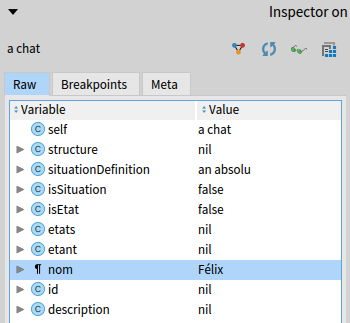 Inspector on
a chat
Raw Breakpoints Meta
Variable Value
self a chat
structure nil
situationDefinition an absolu
isSituation false
isEtat false
etats nil
etant nil
¶ nom Félix
id nil
description nil